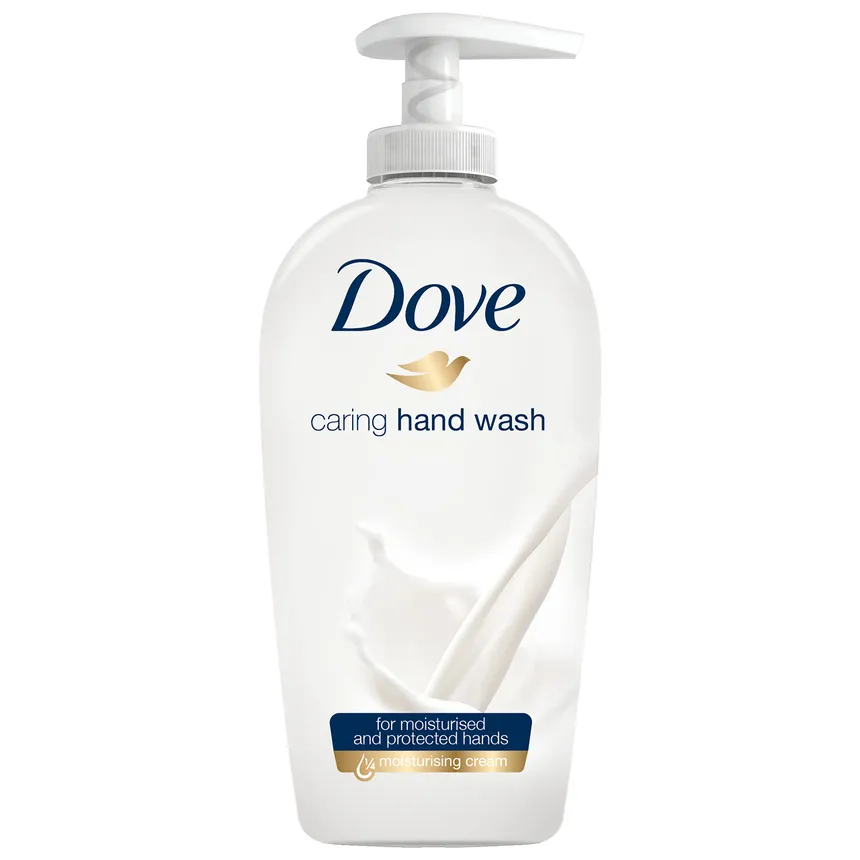 Dove
caring hand wash
for moisturised
and protected hands
¼ moisturising cream